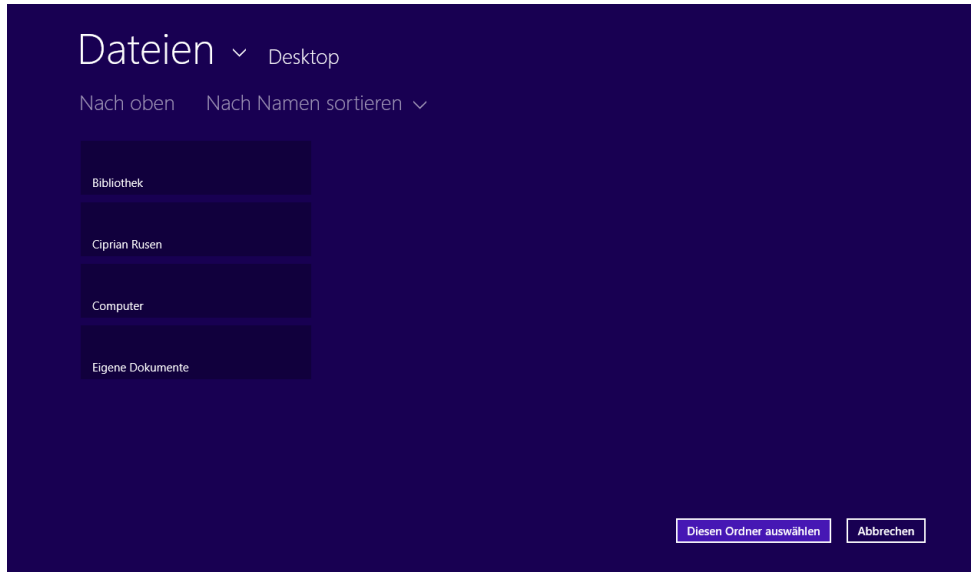 Dateien Desktop
Nach oben Nach Namen sortieren
Bibliothek
Ciprian Rusen
Computer
Eigene Dokumente
Diesen Ordner auswählen Abbrechen